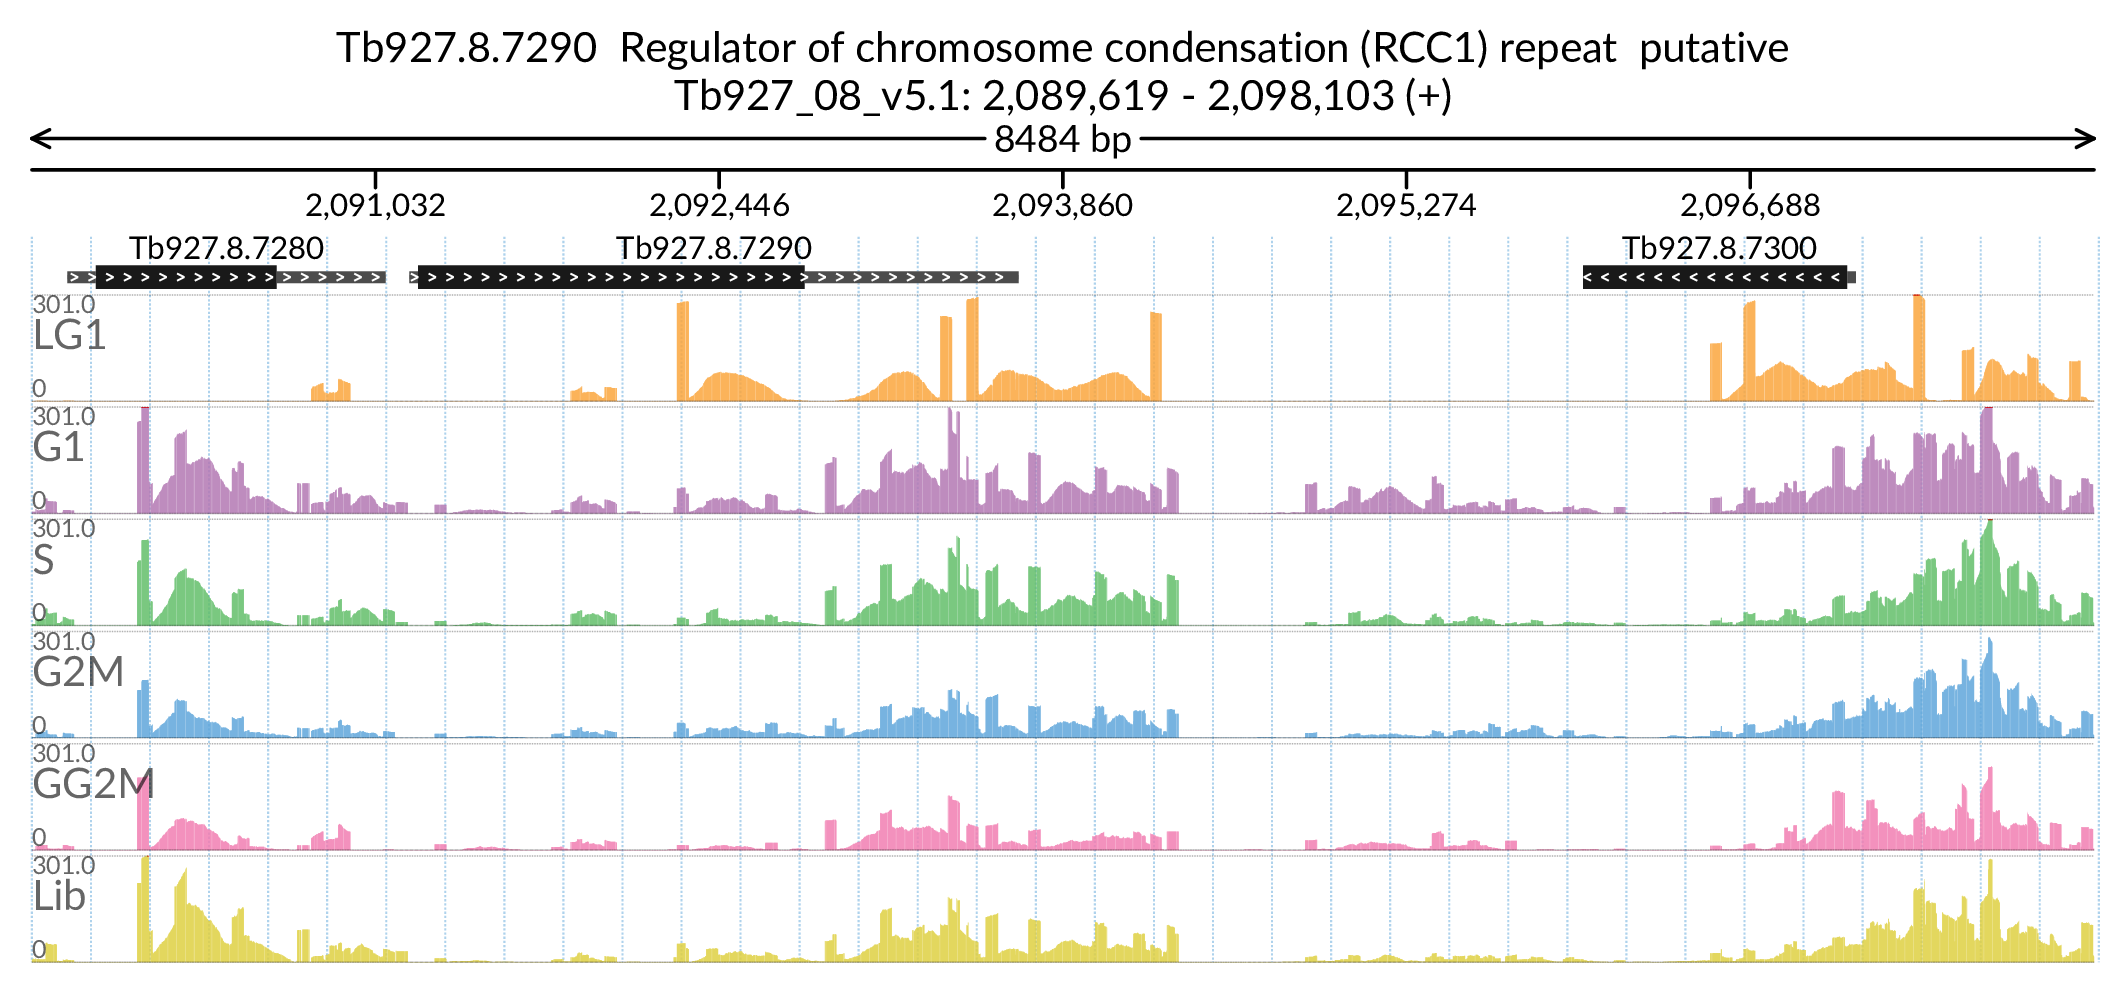 Tb927.8.7290  Regulator of chromosome condensation (RCC1) repeat  putative
Tb927_08_v5.1: 2,089,619 - 2,098,103 (+)
8484 bp
2,091,032 2,092,446 2,093,860 2,095,274 2,096,688
Tb927.8.7280 Tb927.8.7290 Tb927.8.7300
301.0
LG1
0
301.0
G1
0
301.0
S
0
301.0
G2M
0
301.0
GG2M
0
301.0
Lib
0